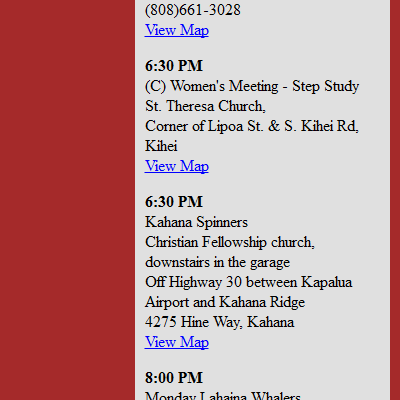 (808)661-3028
View Map
6:30 PM
(C) Women's Meeting - Step Study
St. Theresa Church,
Corner of Lipoa St. & S. Kihei Rd,
Kihei
View Map
6:30 PM
Kahana Spinners
Christian Fellowship church,
downstairs in the garage
Off Highway 30 between Kapalua
Airport and Kahana Ridge
4275 Hine Way, Kahana
View Map
8:00 PM
Monday Lahaina Whalers